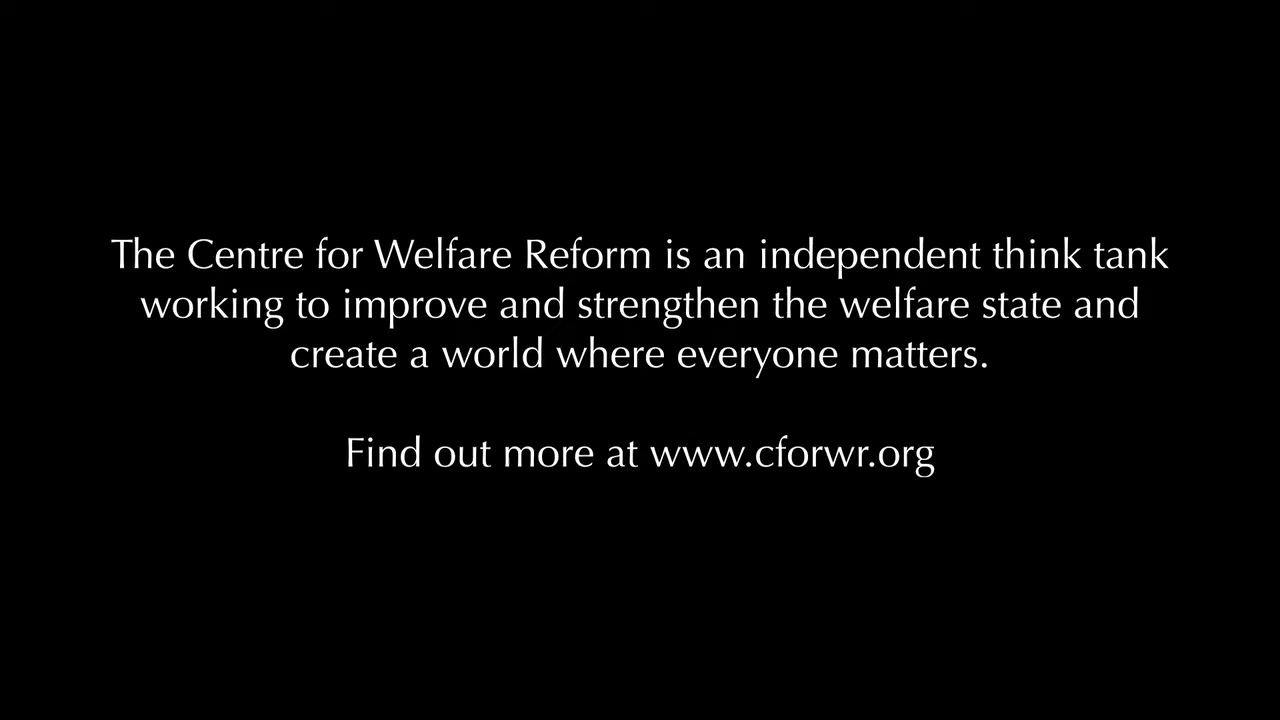 The Centre for Welfare Reform is an independent think tank
working to improve and strengthen the welfare state and
create a world where everyone matters.
Find out more at www.cforwr.org